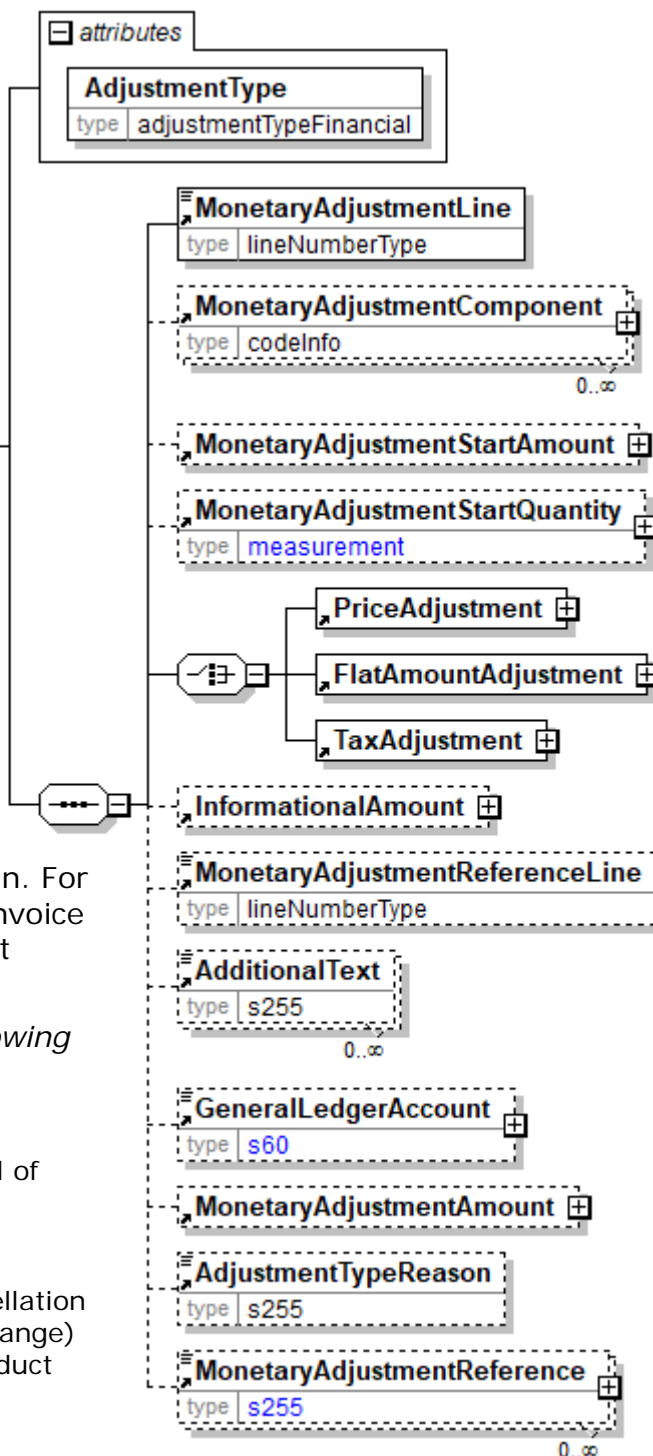 attributes
AdjustmentType
type adjustmentTypeFinancial
MonetaryAdjustmentLine
type lineNumberType
MonetaryAdjustmentComponent
type codeInfo
0..∞
MonetaryAdjustmentStartAmount
MonetaryAdjustmentStartQuantity
type measurement
PriceAdjustment
FlatAmountAdjustment
TaxAdjustment
InformationalAmount
MonetaryAdjustmentReferenceLine
type lineNumberType
AdditionalText
type s255
0..∞
GeneralLedgerAccount
type s60
MonetaryAdjustmentAmount
AdjustmentTypeReason
type s255
MonetaryAdjustmentReference
type s255
0..∞
n. For
nvoice
t
wing
l of
ellation
ange)
duct